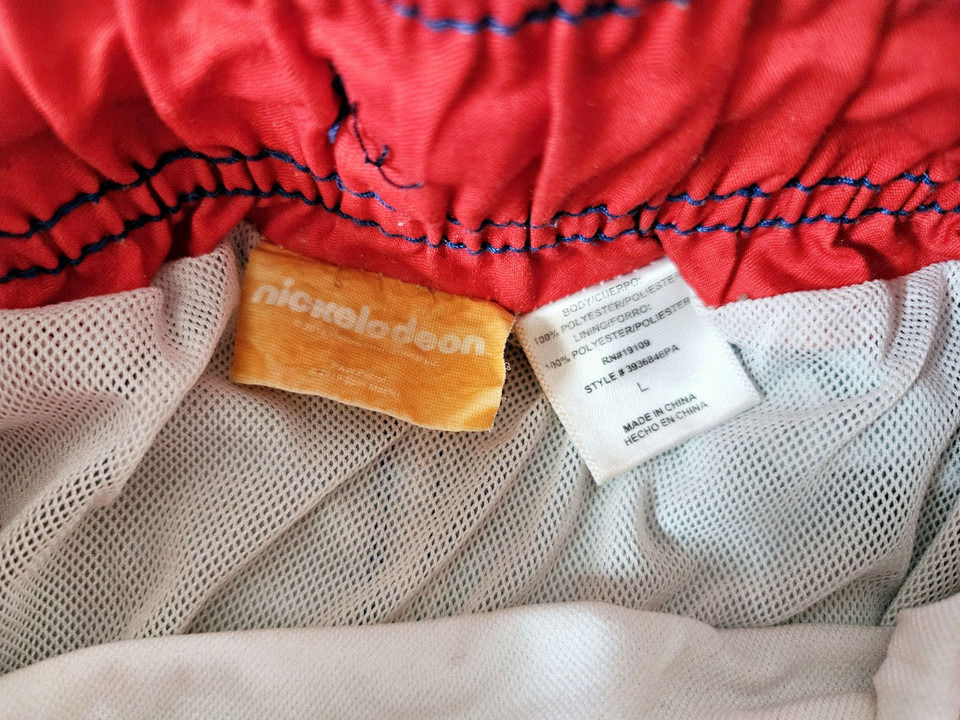 nickelodeon
BODY/CUERPO:
100% POLYESTER/POLIESTER
LINING/FORRO:
100% POLYESTER/POLIESTER
RN#19109
STYLE # 3936846PA
L
MADE IN CHINA
HECHO EN CHINA